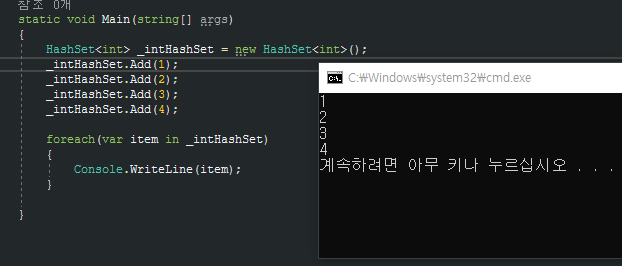 참조 0개
static void Main(string[] args)
{
HashSet<int> _intHashSet = new HashSet<int>();
_intHashSet.Add(1);
_intHashSet.Add(2);
_intHashSet.Add(3);
_intHashSet.Add(4);
foreach(var item in _intHashSet)
{
Console.WriteLine(item);
}
}
C:\Windows\system32\cmd.exe
1
2
3
4
계속하려면 아무 키나 누르십시오 . . .